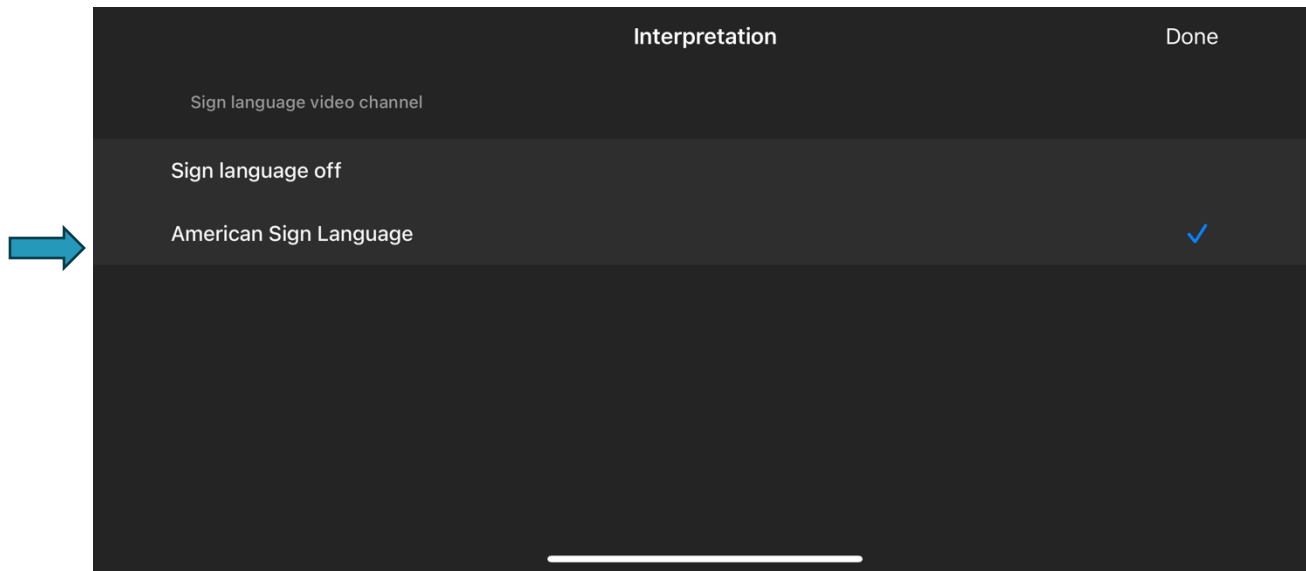 Interpretation
Done
Sign language video channel
Sign language off
American Sign Language